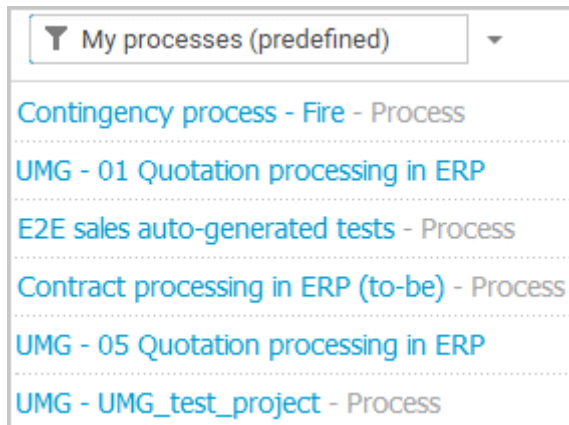 My processes (predefined)
Contingency process - Fire - Process
UMG - 01 Quotation processing in ERP
E2E sales auto-generated tests - Process
Contract processing in ERP (to-be) - Process
UMG - 05 Quotation processing in ERP
UMG - UMG_test_project - Process